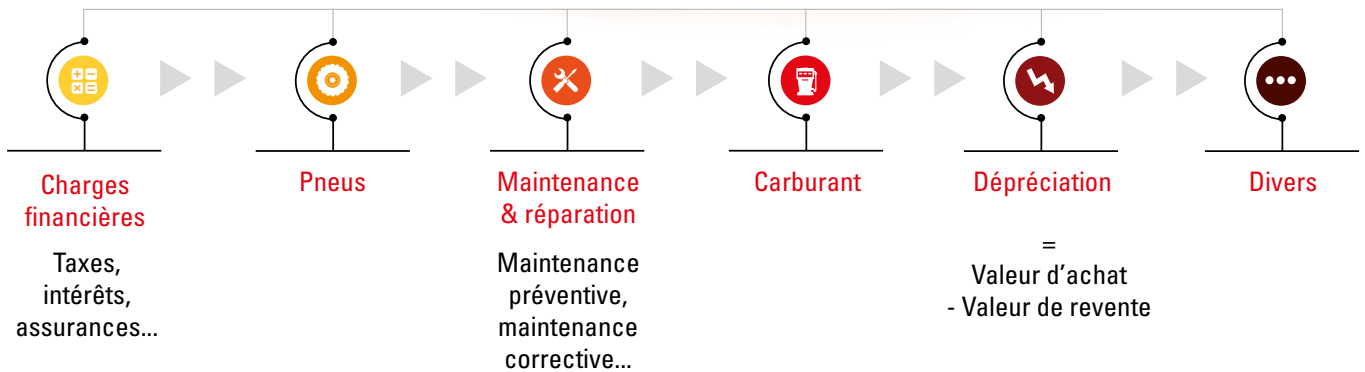 Charges
financières
Taxes,
intérêts,
assurances...
Pneus
Maintenance
& réparation
Maintenance
préventive,
maintenance
corrective...
Carburant
Dépréciation
=
Valeur d’achat
- Valeur de revente
Divers